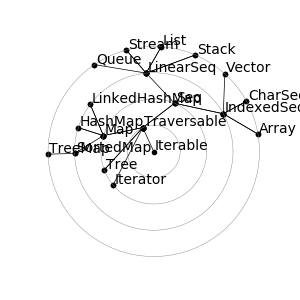 Stream
List
Queue
Stack
LinearSeq
Vector
LinkedHashMap
Seq
CharSeq
IndexedSeq
HashMap
Traversable
Map
Array
Iterable
TreeMap
SortedMap
Tree
Iterator